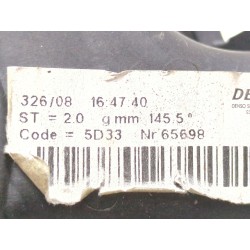 326/08 16:47:40
DE
ST = 2.0 g mm 145.5°
Code = 5D33 Nr 65698